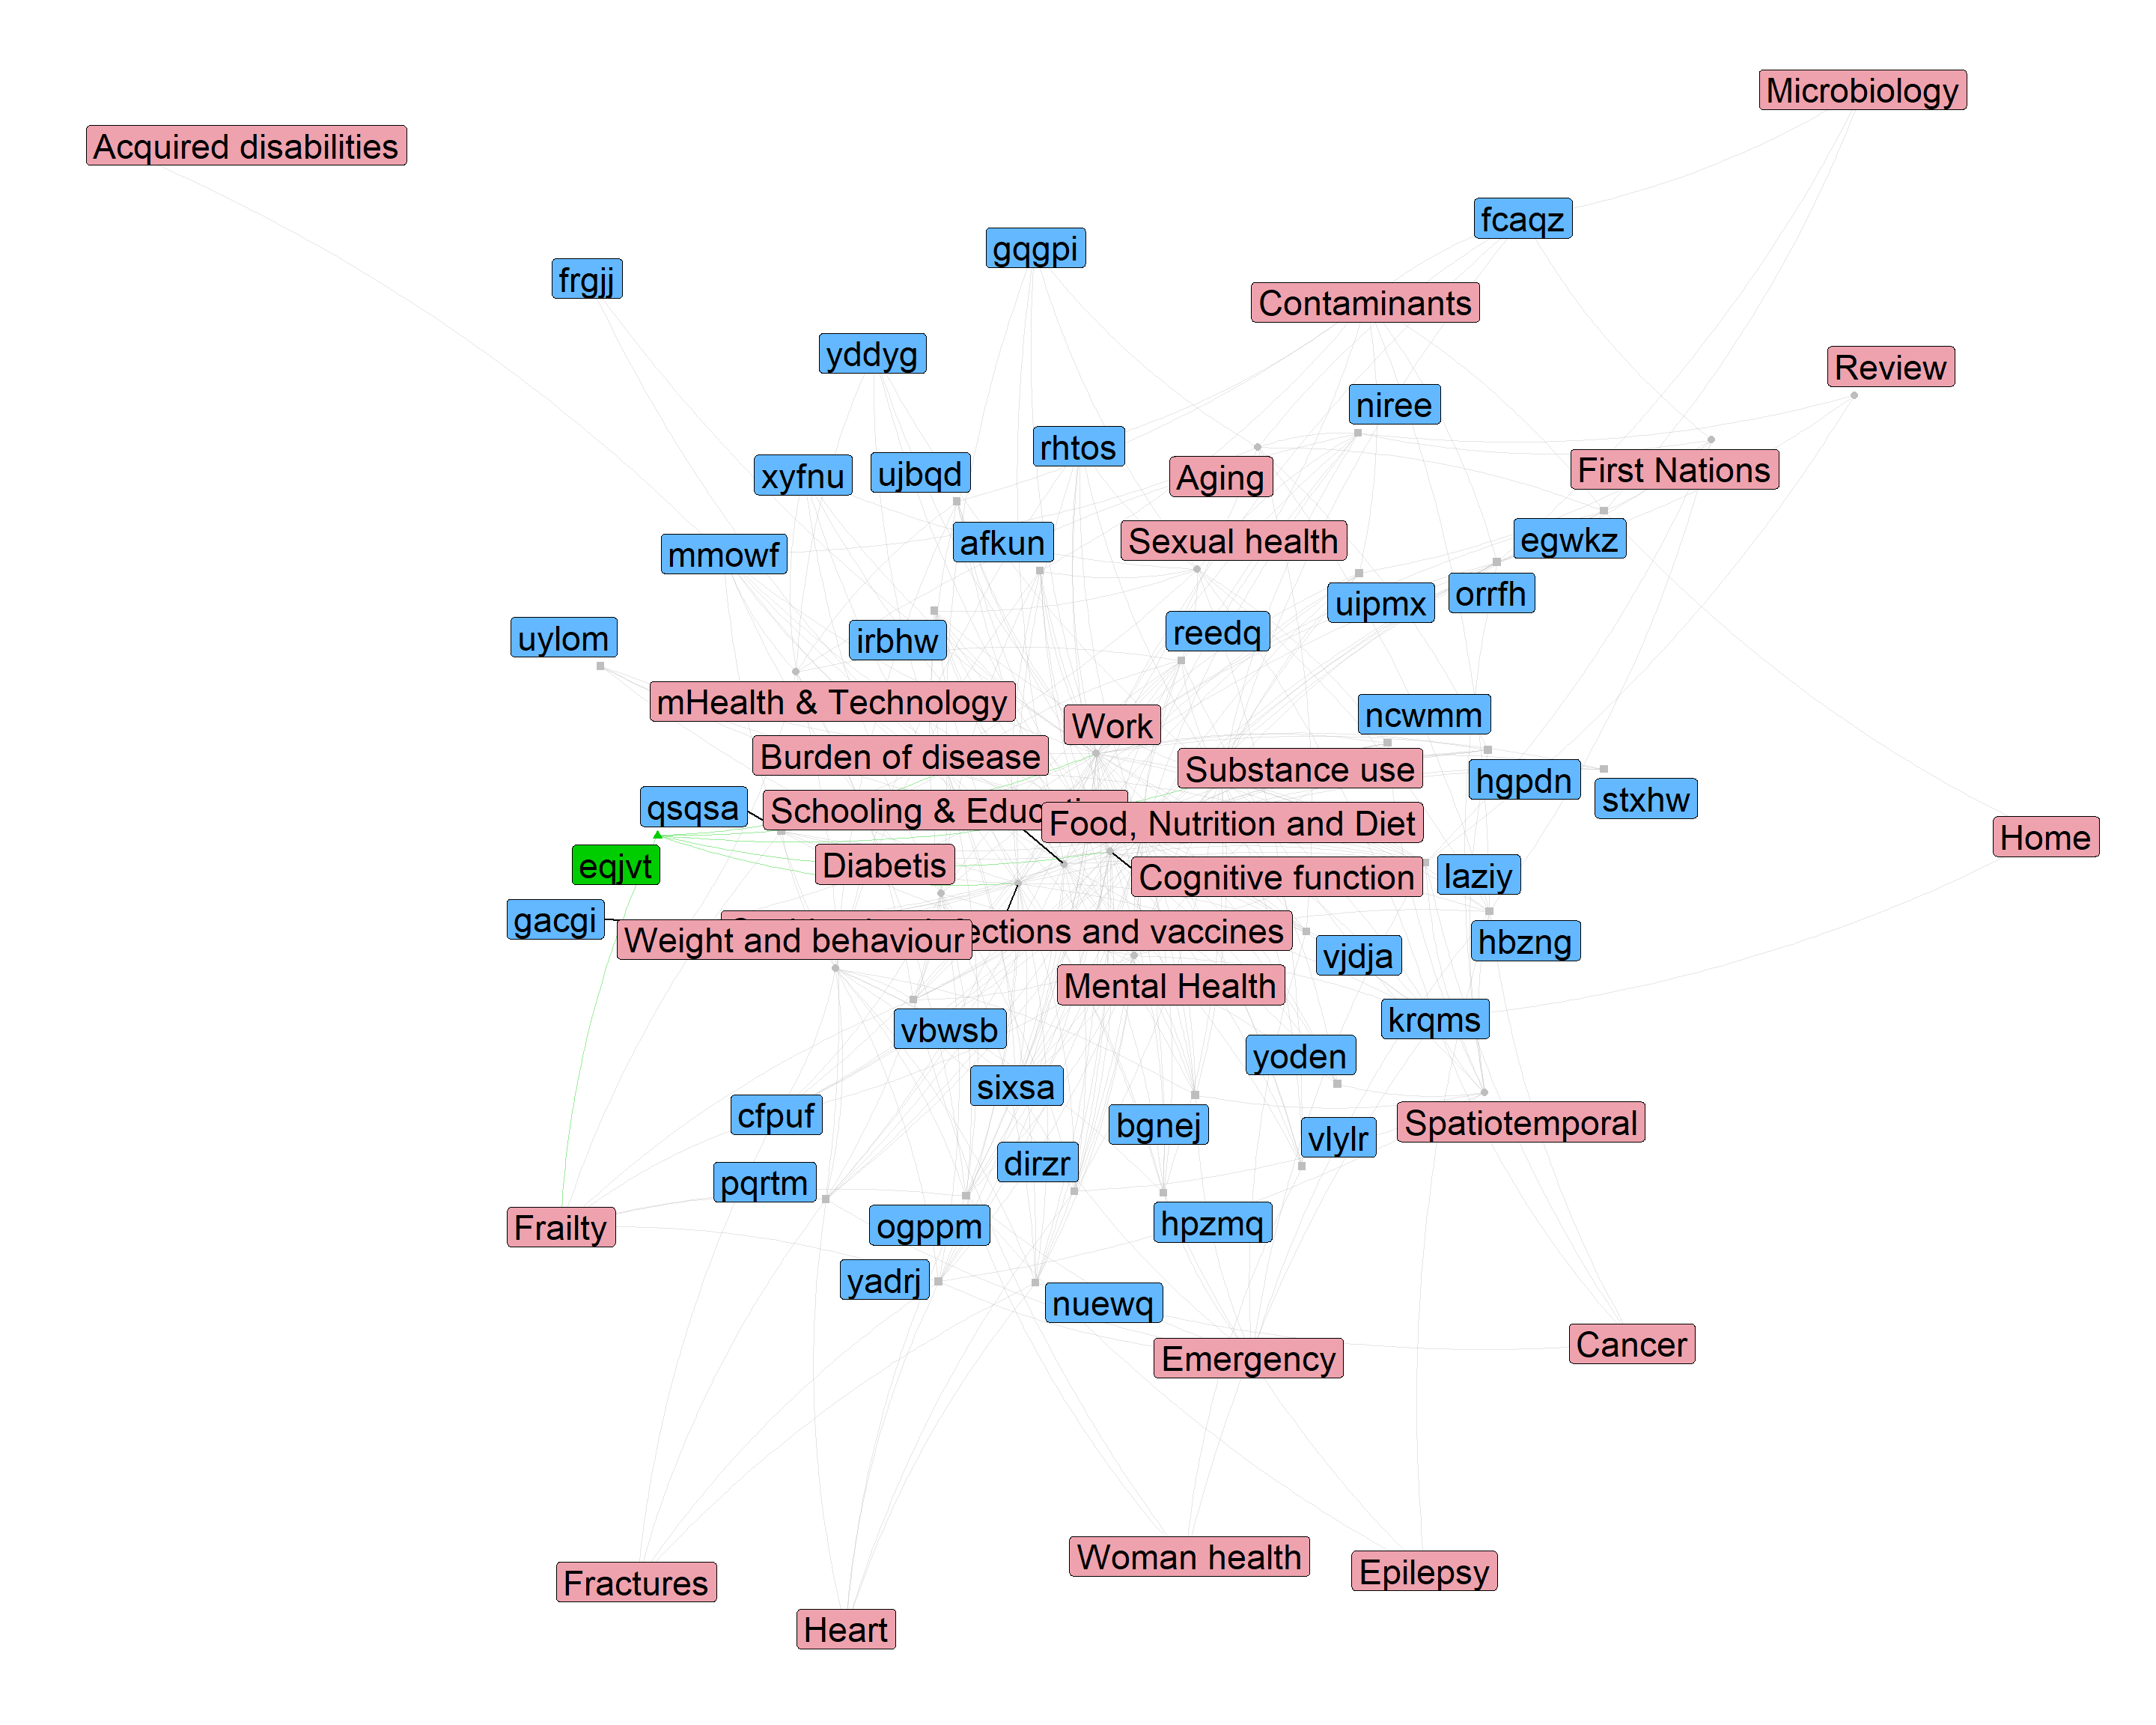 Microbiology
Acquired disabilities
fcaqz
gqgpi
frgjj
Contaminants
yddyg
Review
niree
rhtos
xyfnu
ujbqd
Aging
First Nations
mmowf
afkun
Sexual health
egwkz
orrfh
uipmx
uylom
irbhw
reedq
mHealth & Technology
Work
ncwmm
Burden of disease
Substance use
hgpdn
stxhw
qsqsa
Schooling & Educ
Food, Nutrition and Diet
Home
eqjvt
Diabetis
Cognitive function
laziy
gacgi
Weight and behaviour
ections and vaccines
vjdja
hbzng
Mental Health
vbwsb
krqms
yoden
sixsa
cfpuf
bgnej
vlylr
Spatiotemporal
dirzr
pqrtm
Frailty
ogppm
hpzmq
yadrj
nuewq
Emergency
Cancer
Woman health
Epilepsy
Fractures
Heart